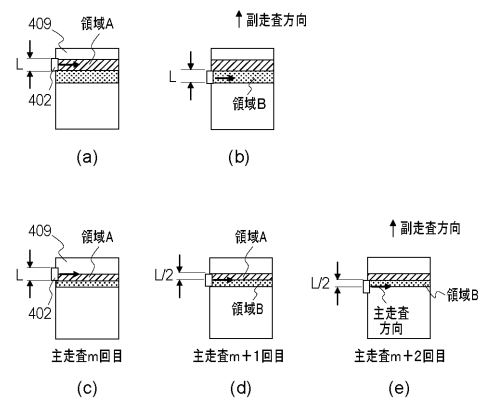 409
領域A
↑副走査方向
L
402
L
領域B
(a)
(b)
409
領域A
L
402
主走査m回目
(c)
領域A
L/2
領域B
主走査m+1回目
(d)
↑副走査方向
L/2
領域B
主走査
方向
主走査m+2回目
(e)